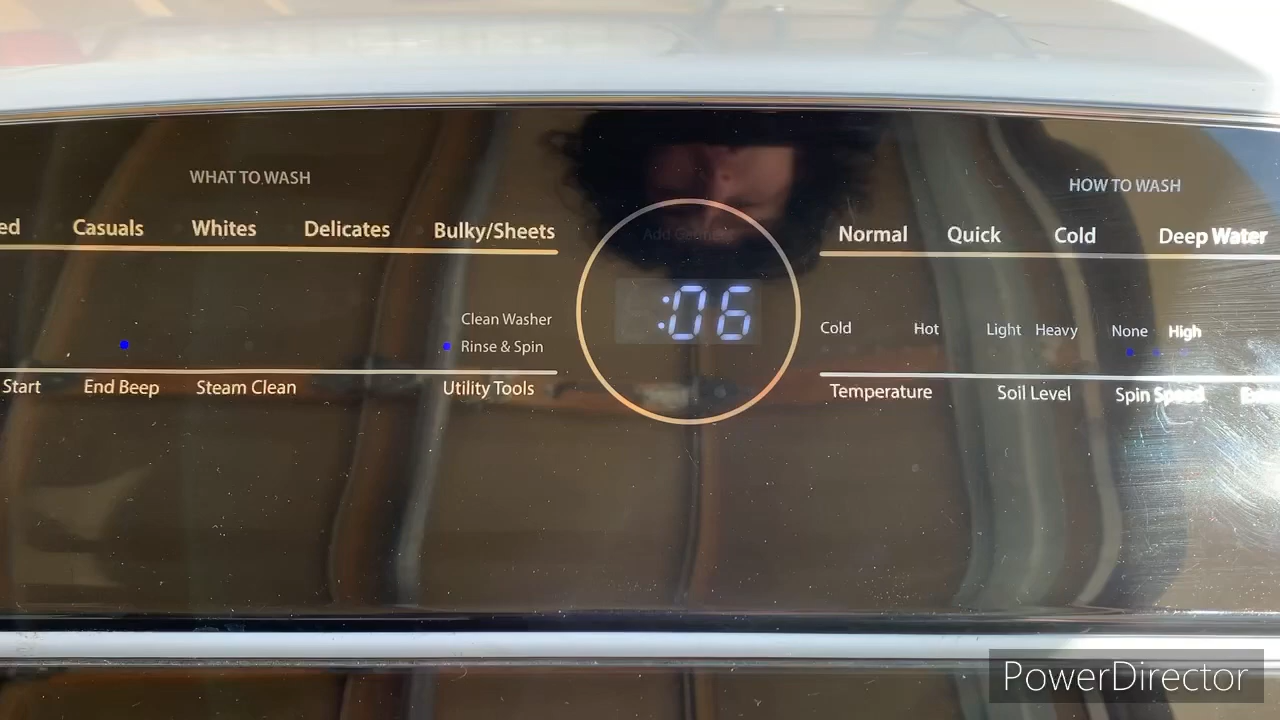 WHAT TO WASH
HOW TO WASH
ed Casuals Whites Delicates Bulky/Sheets
Add Garments
Normal Quick Cold Deep Water
:06
Clean Washer
Rinse & Spin
Cold Hot Light Heavy None High
Start End Beep Steam Clean Utility Tools
Temperature Soil Level Spin Speed
PowerDirector